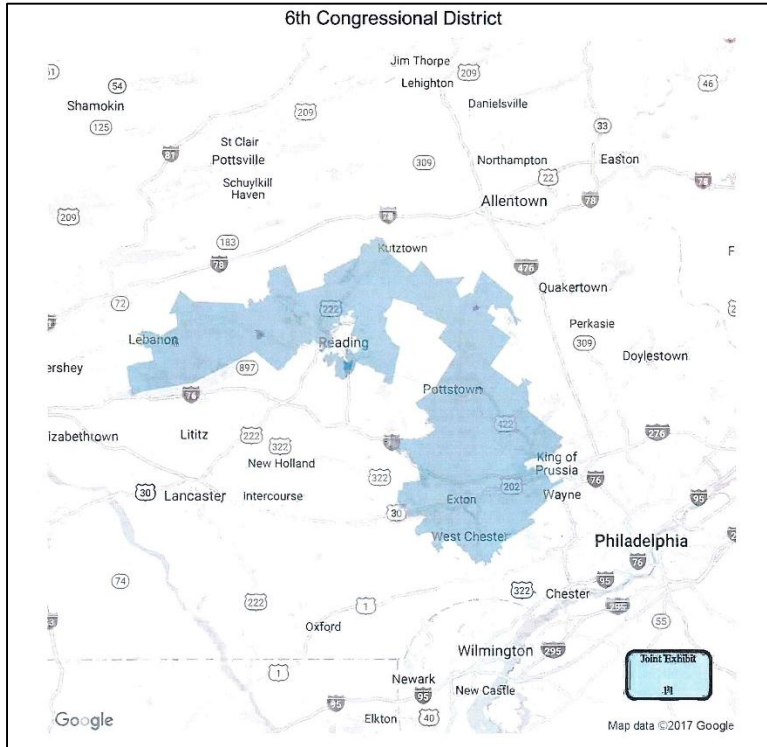 6th Congressional District
Jim Thorpe
Lehighton
209
46
54
Shamokin
Danielsville
125
209
33
St Clair
Pottsville
81
309
Northampton
Easton
22
Schuylkill
Haven
78
209
Allentown
78
183
Kutztown
78
476
Quakertown
72
222
Perkasie
309
Lebanon
Reading
Doylestown
ershey
897
Pottstown
76
422
lizabethtown
Lititz
222
322
276
New Holland
King of
Prussia
76
322
202
Wayne
30
Lancaster
Intercourse
Exton
95
30
West Chester
Philadelphia
76
74
322
Chester
95
222
1
295
55
Oxford
Wilmington
295
Joint Exhibit
1
Newark
95
New Castle
95
Elkton
40
Google
Map data ©2017 Google